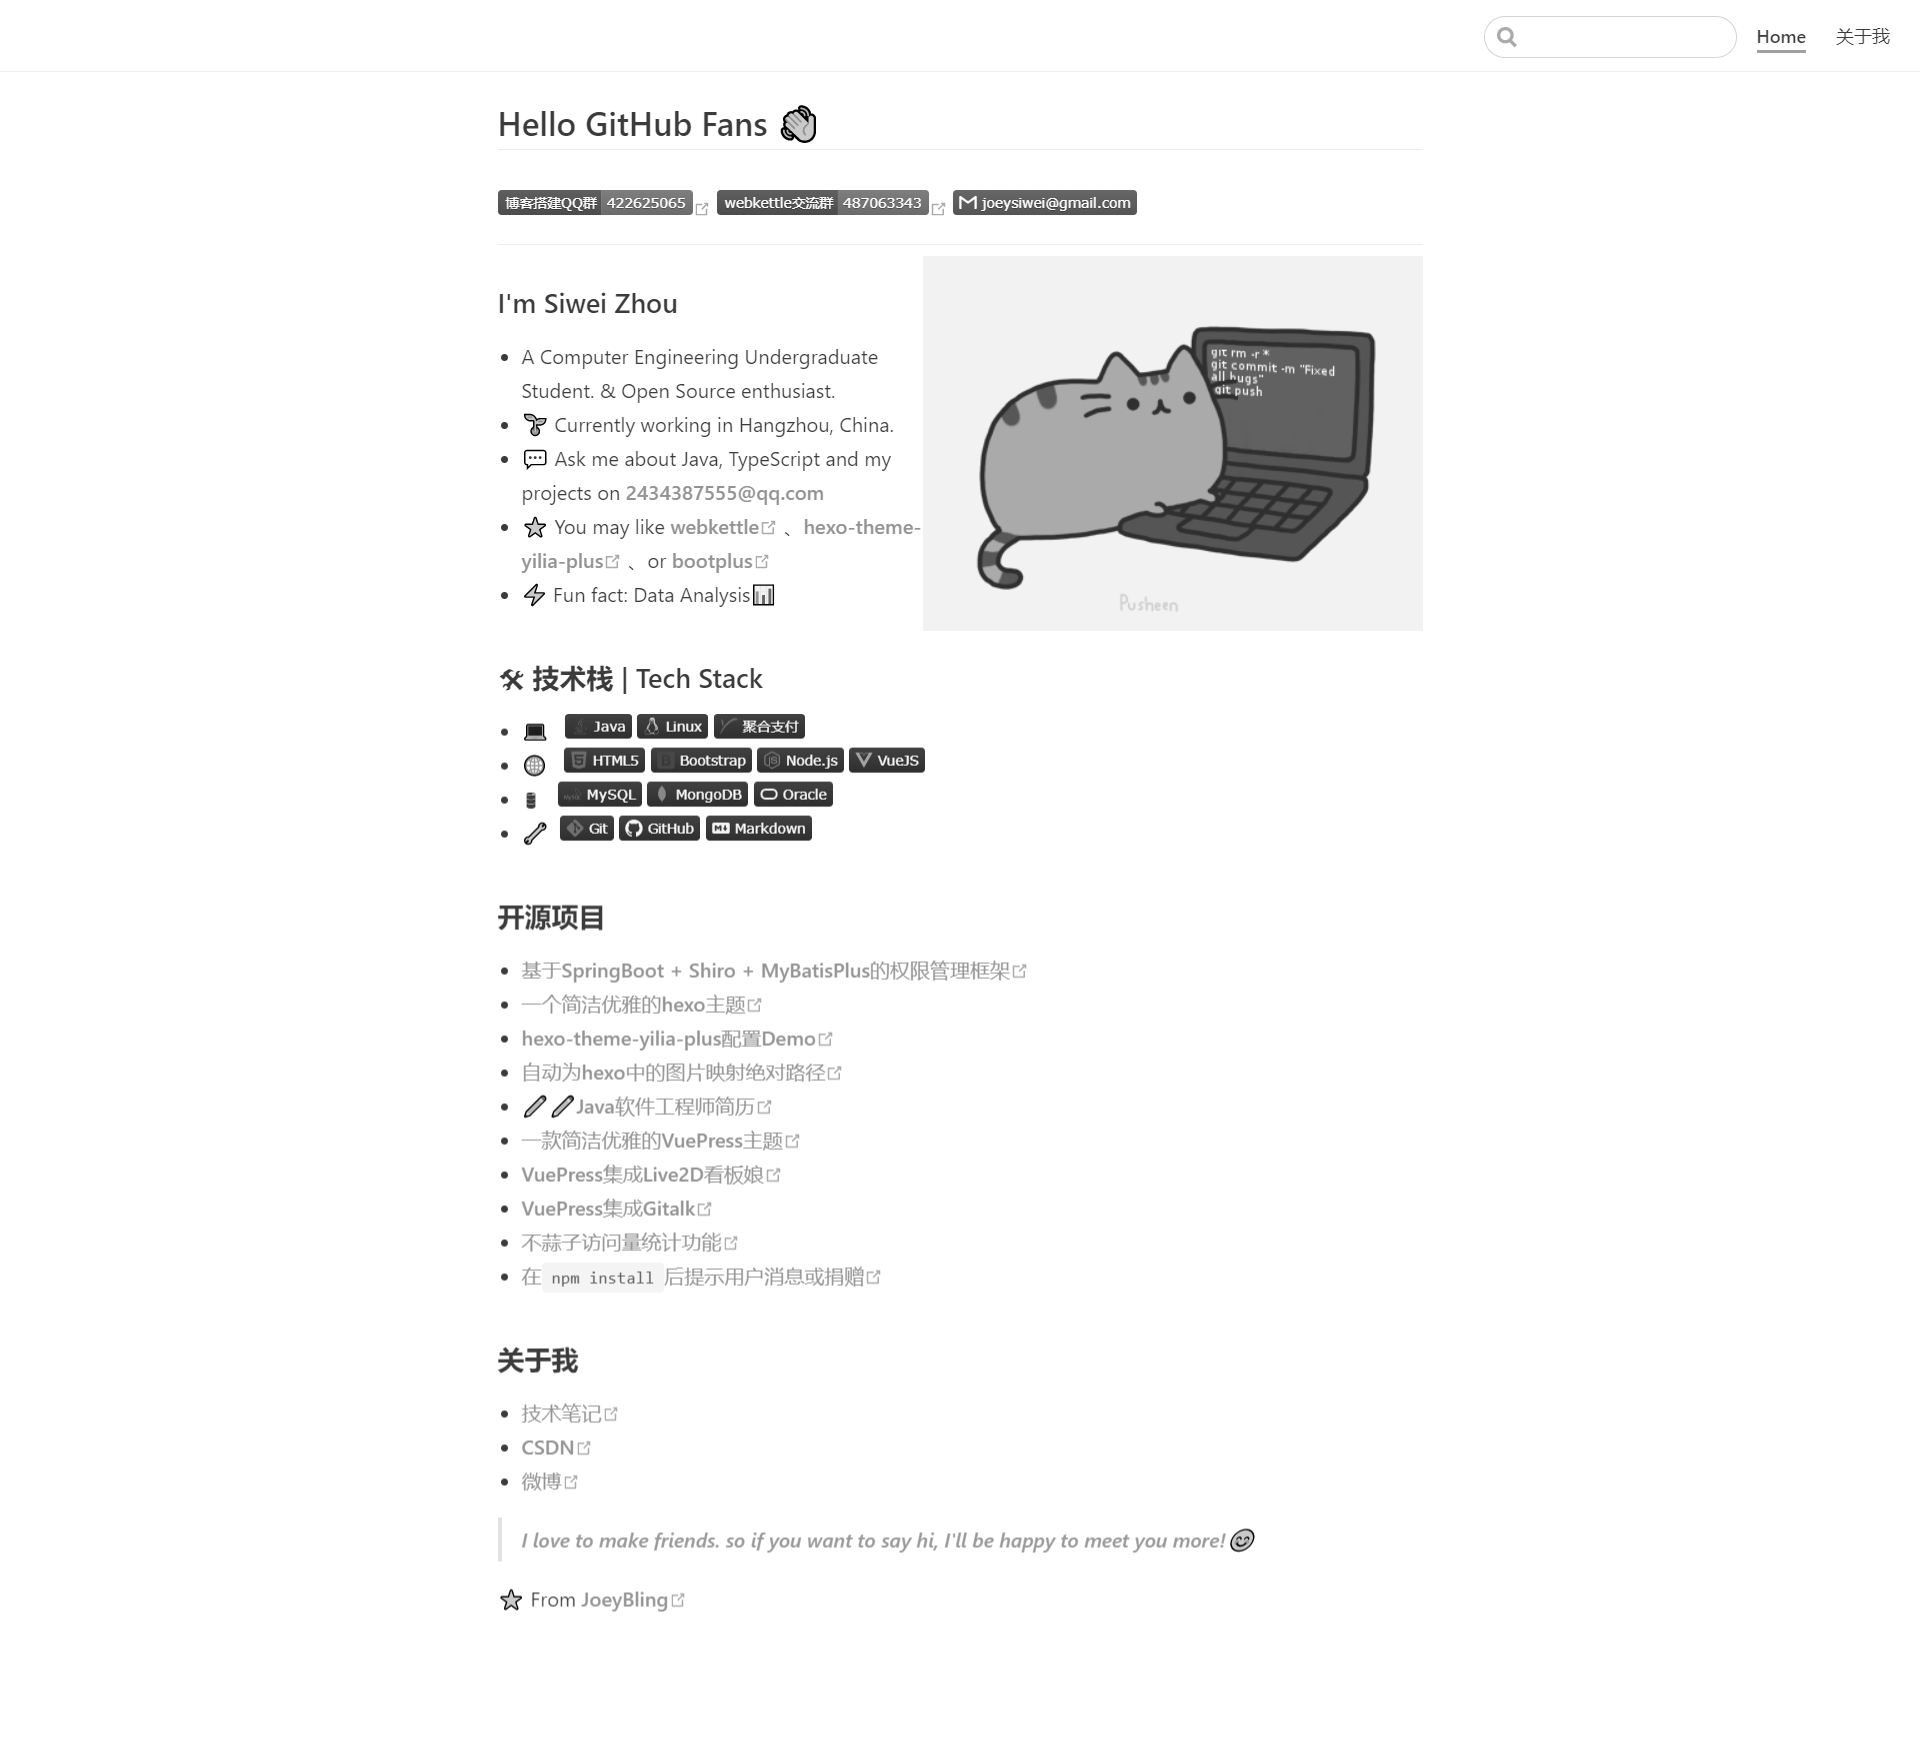 Home 关于我
Hello GitHub Fans
博客搭建QQ群 422625065 webkettle交流群 487063343 joeysiwei@gmail.com
I'm Siwei Zhou
A Computer Engineering Undergraduate
Student. & Open Source enthusiast.
Currently working in Hangzhou, China.
Ask me about Java, TypeScript and my
projects on 2434387555@qq.com
You may like webkettle 、hexo-theme-
yilia-plus 、or bootplus
Fun fact: Data Analysis
git rm -r *
git commit -m "Fixed
all bugs"
git push
Pusheen
技术栈 | Tech Stack
Java Linux 聚合支付
HTML5 Bootstrap Node.js VueJS
MySQL MongoDB Oracle
Git GitHub Markdown
开源项目
基于SpringBoot + Shiro + MyBatisPlus的权限管理框架
一个简洁优雅的hexo主题
hexo-theme-yilia-plus配置Demo
自动为hexo中的图片映射绝对路径
Java软件工程师简历
一款简洁优雅的VuePress主题
VuePress集成Live2D看板娘
VuePress集成Gitalk
不蒜子访问量统计功能
在 npm install 后提示用户消息或捐赠
关于我
技术笔记
CSDN
微博
I love to make friends. so if you want to say hi, I'll be happy to meet you more!
From JoeyBling